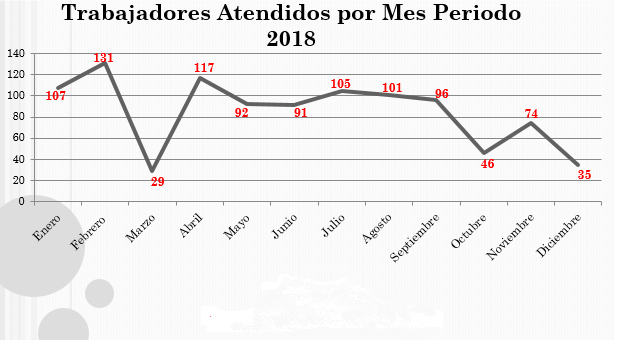 Trabajadores Atendidos por Mes Periodo
2018
140
120
100
80
60
40
20
0
107
131
29
117
92
91
105
101
96
46
74
35
Enero
Febrero
Marzo
Abril
Mayo
Junio
Julio
Agosto
Septiembre
Octubre
Noviembre
Diciembre